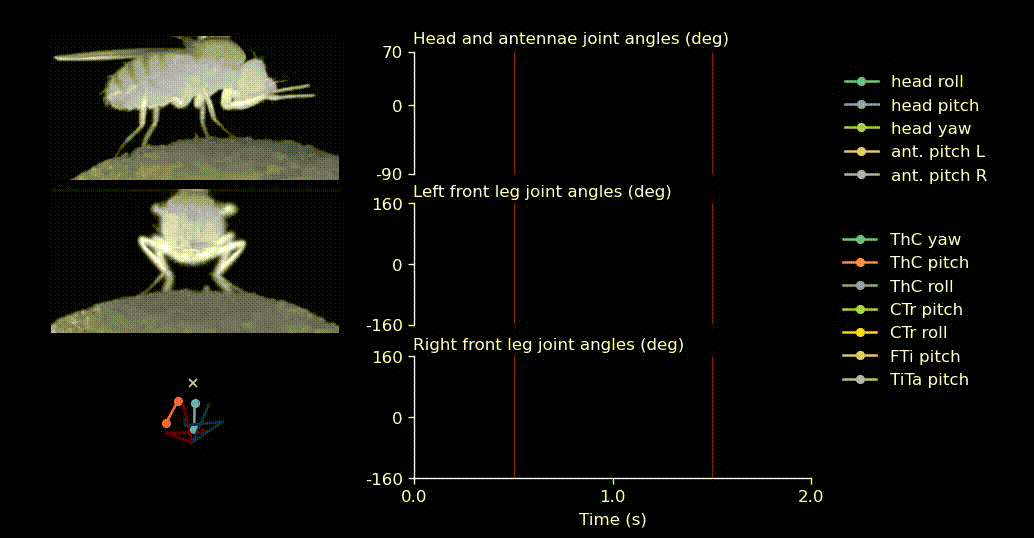 Head and antennae joint angles (deg)
70
0
-90
head roll
head pitch
head yaw
ant. pitch L
ant. pitch R
Left front leg joint angles (deg)
160
0
-160
ThC yaw
ThC pitch
ThC roll
CTr pitch
CTr roll
FTi pitch
TiTa pitch
Right front leg joint angles (deg)
160
0
-160
0.0 1.0 2.0
Time (s)